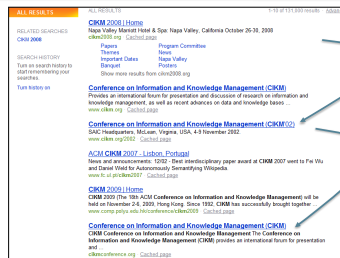 ALL RESULTS
ALL RESULTS
1-10 of 131,000 results
CIKM 2008 | Home
Napa Valley Marriott Hotel & Spa: Napa Valley, California October 26-30, 2008
cikm2008.org Cached page
Papers Program Committee
Themes News
Important Dates Napa Valley
Banquet Posters
Show more results from cikm2008.org
RELATED SEARCHES
CIKM 2008
SEARCH HISTORY
Turn on search history to
start remembering your
searches.
Turn history on
Conference on Information and Knowledge Management (CIKM)
Provides an international forum for presentation and discussion of research on information and
knowledge management, as well as recent advances on data and knowledge bases ...
www.cikm.org Cached page
Conference on Information and Knowledge Management (CIKM'02)
SAIC Headquarters, McLean, Virginia, USA, 4-9 November 2002
www.cikm.org/2002 Cached page
ACM CIKM 2007 - Lisbon, Portugal
News and announcements: 12/02 - Best interdisciplinary paper award at CIKM 2007 went to Fei Wu
and Daniel Weld for Autonomously Semantifying Wikipedia
www.fc.ul.pt/cikm2007 Cached page
CIKM 2009 | Home
CIKM 2009 (The 18th ACM Conference on Information and Knowledge Management) will be
held on November 2-6, 2009, Hong Kong. Since 1992, CIKM has successfully brought together ...
www.comp.polyu.edu.hk/conference/cikm2009 Cached page
Conference on Information and Knowledge Management (CIKM)
CIKM Conference on Information and Knowledge Management The Conference on
Information and Knowledge Management (CIKM) provides an international forum for presentation
and ...
cikmconference.org Cached page